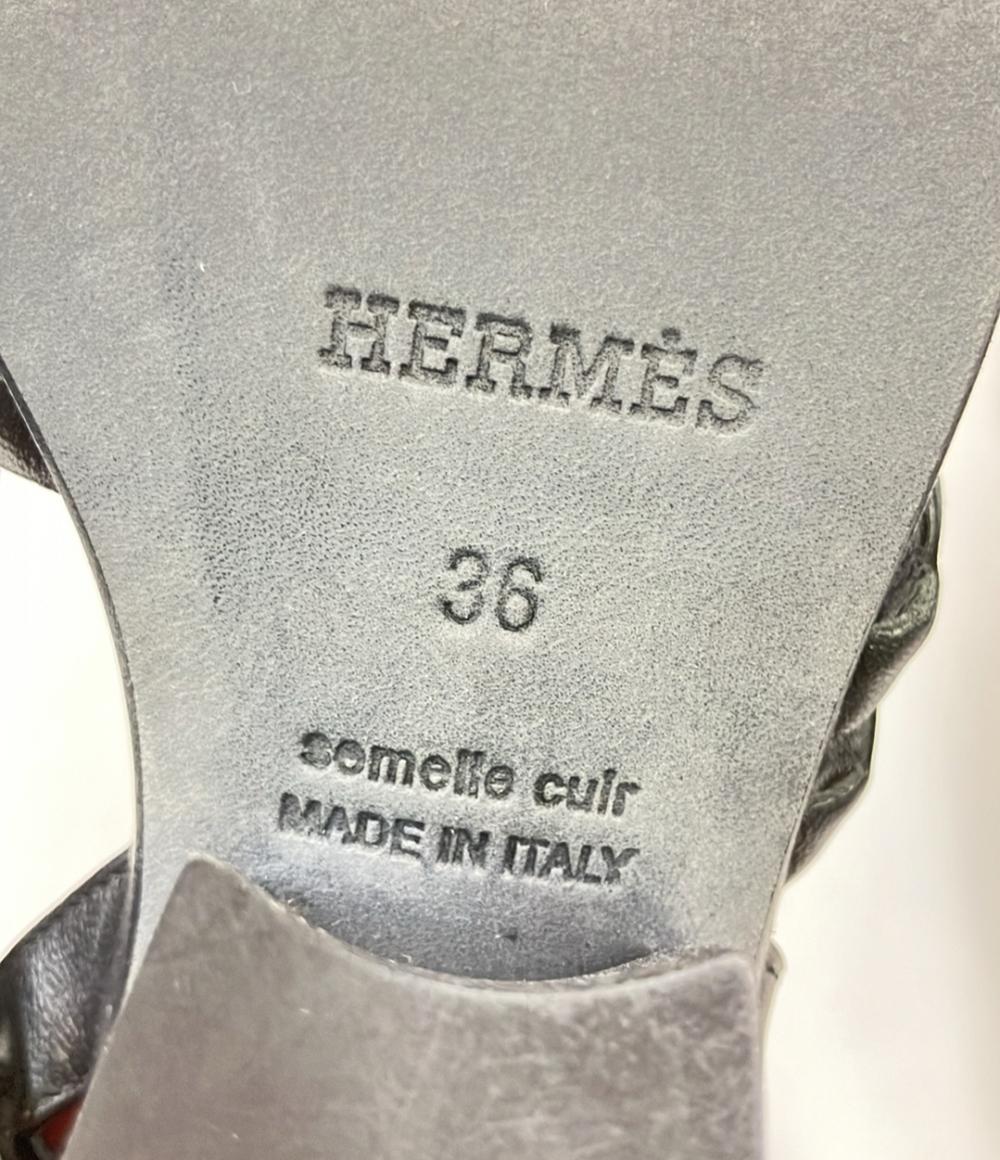 HERMÈS
36
semelle cuir
MADE IN ITALY